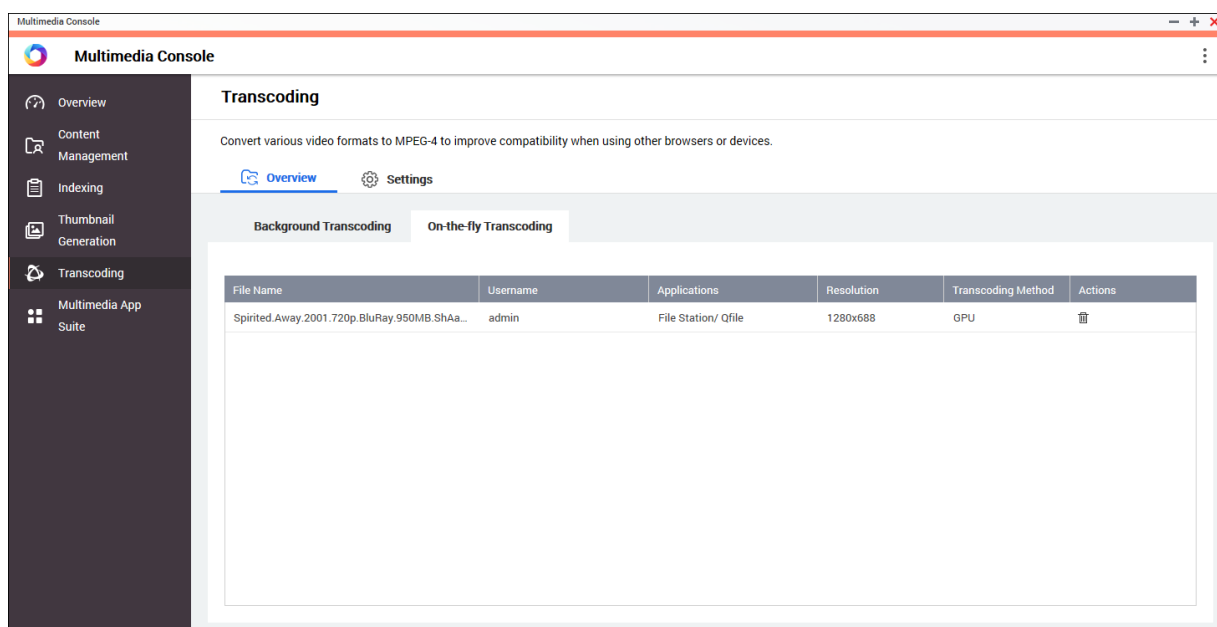 Multimedia Console
Multimedia Console
Overview
Content
Management
Indexing
Thumbnail
Generation
Transcoding
Multimedia App
Suite
Transcoding
Convert various video formats to MPEG-4 to improve compatibility when using other browsers or devices.
Overview Settings
Background Transcoding On-the-fly Transcoding
File Name Username Applications Resolution Transcoding Method Actions
Spirited.Away.2001.720p.BluRay.950MB.ShAa... admin File Station/ Qfile 1280x688 GPU